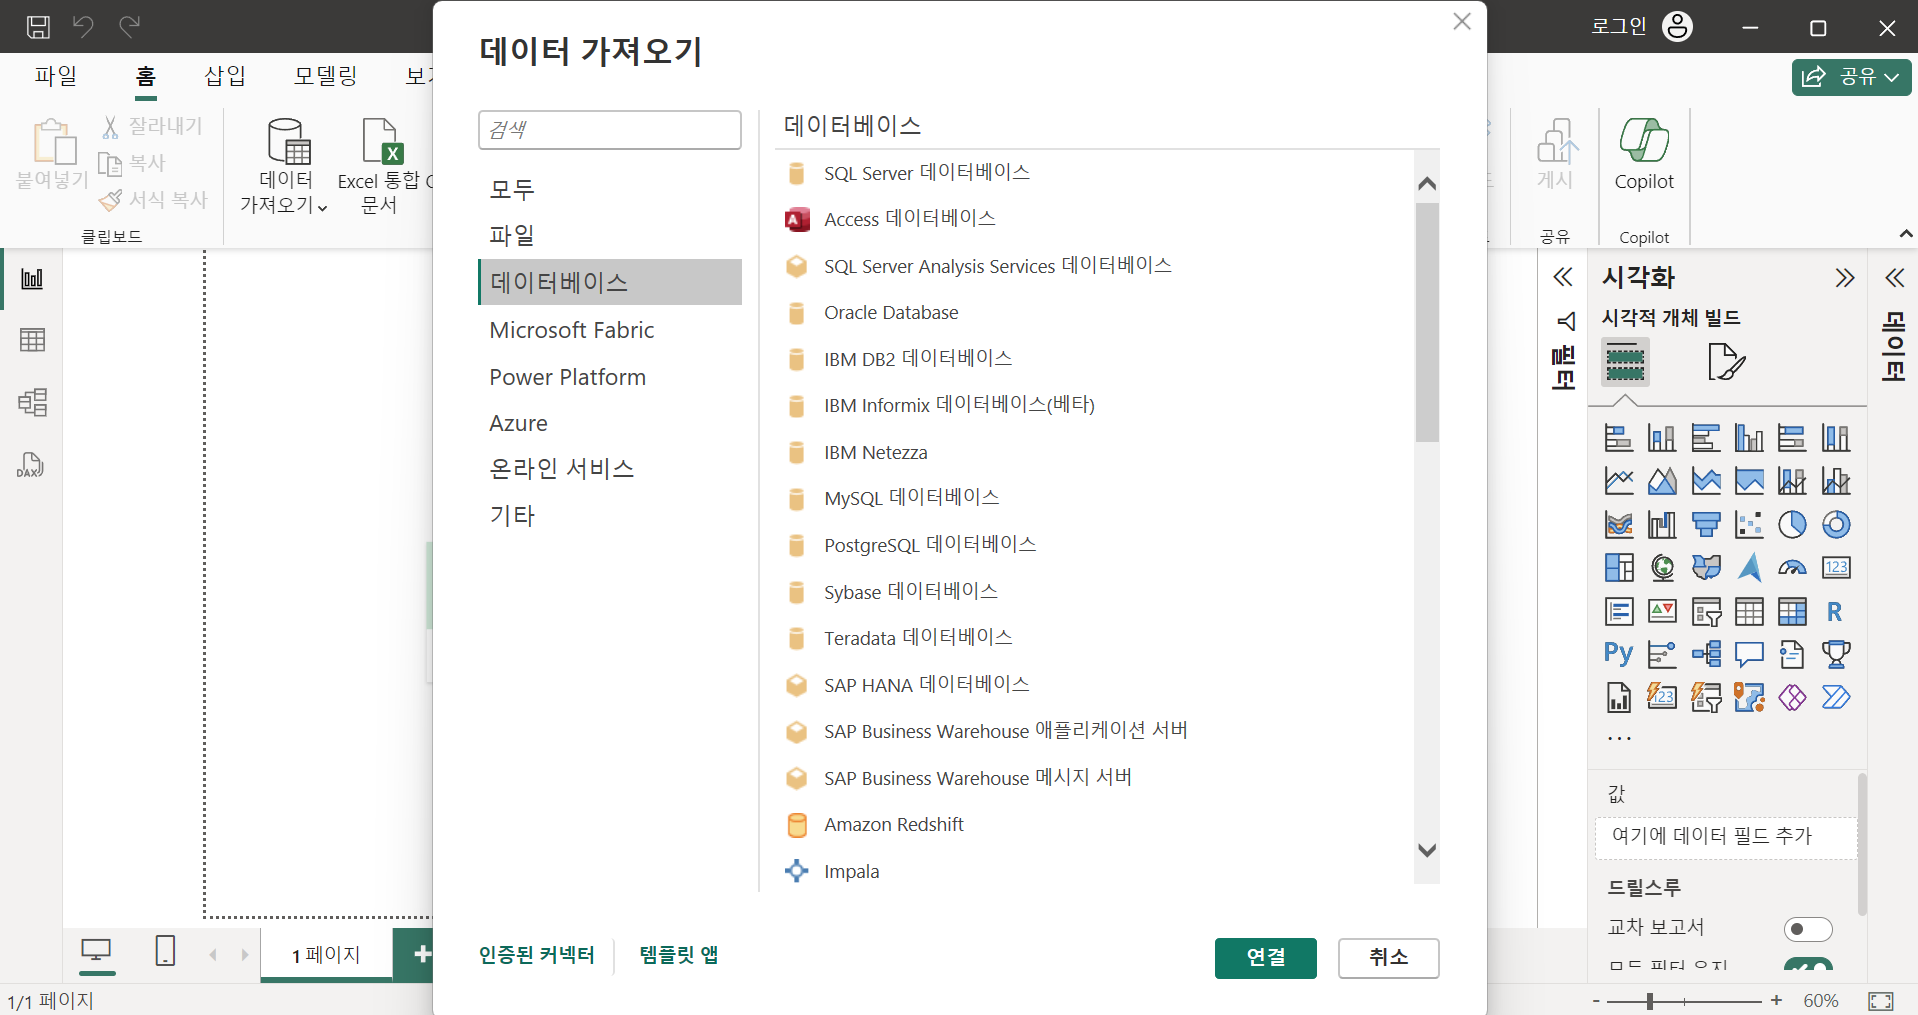 로그인
파일 홈 삽입 모델링
공유
붙여넣기
잘라내기
복사
서식 복사
클립보드
데이터
가져오기
Excel 통합
문서
게시
공유
Copilot
Copilot
데이터 가져오기
검색
모두
파일
데이터베이스
Microsoft Fabric
Power Platform
Azure
온라인 서비스
기타
데이터베이스
SQL Server 데이터베이스
Access 데이터베이스
SQL Server Analysis Services 데이터베이스
Oracle Database
IBM DB2 데이터베이스
IBM Informix 데이터베이스(베타)
IBM Netezza
MySQL 데이터베이스
PostgreSQL 데이터베이스
Sybase 데이터베이스
Teradata 데이터베이스
SAP HANA 데이터베이스
SAP Business Warehouse 애플리케이션 서버
SAP Business Warehouse 메시지 서버
Amazon Redshift
Impala
인증된 커넥터
템플릿 앱
연결
취소
DAX
필터
시각화
시각적 개체 빌드
123
R
Py
123
...
값
여기에 데이터 필드 추가
드릴스루
교차 보고서
모든 필터 유지
데이터
1 페이지
1/1 페이지
- + 60%